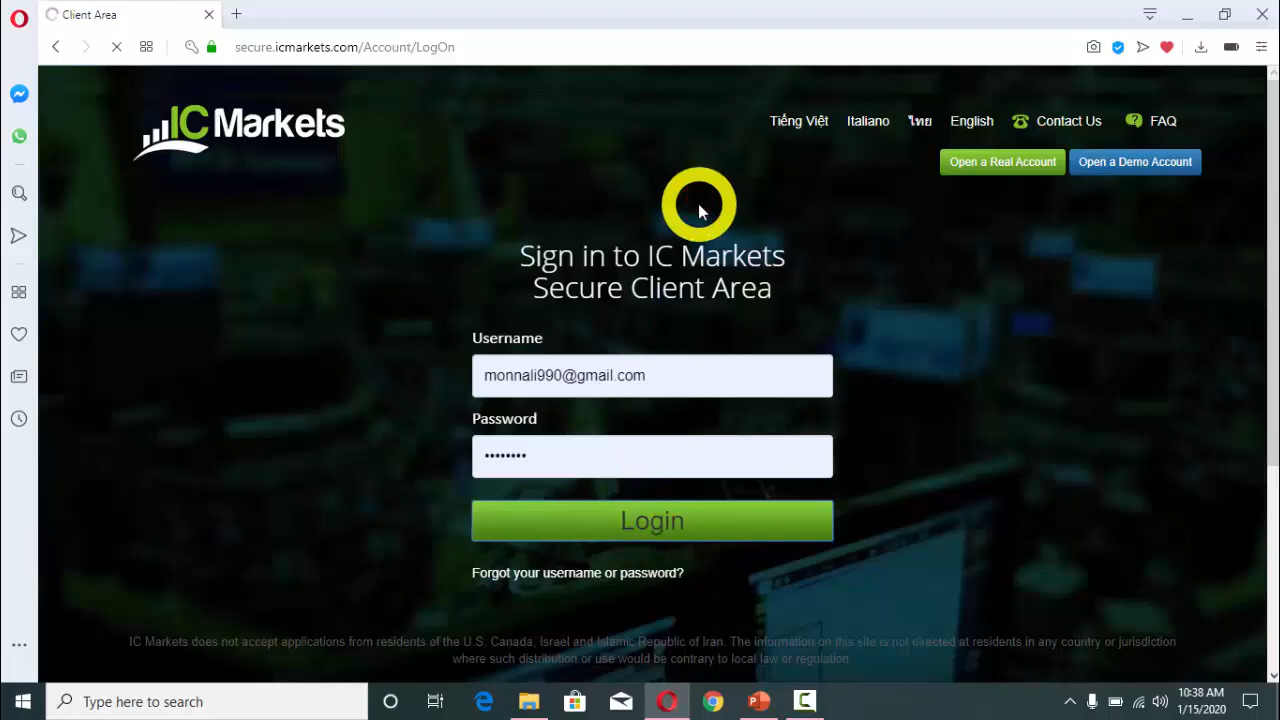 Client Area
secure.icmarkets.com/Account/LogOn
IC Markets
Tiếng Việt Italiano ไทย English Contact Us FAQ
Open a Real Account Open a Demo Account
Sign in to IC Markets
Secure Client Area
Username
monnali990@gmail.com
Password
••••••••
Login
Forgot your username or password?
IC Markets does not accept applications from residents of the U.S. Canada, Israel and Islamic Republic of Iran. The information on this site is not directed at residents in any country or jurisdiction
where such distribution or use would be contrary to local law or regulation.
Type here to search
10:38 AM
1/15/2020